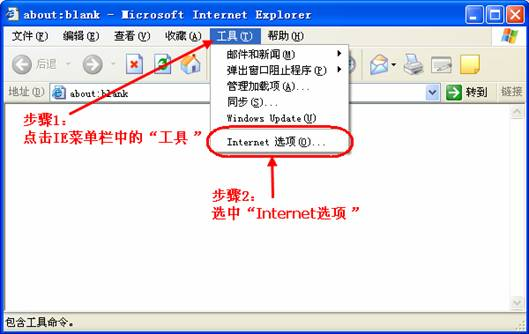 about:blank - Microsoft Internet Explorer
文件(F) 编辑(E) 查看(V) 收藏(A) 工具(T) 帮助(H)
后退
邮件和新闻(M)
弹出窗口阻止程序(P)
管理加载项(A)...
同步(S)...
Windows Update(U)
Internet 选项(O)...
地址(D) about:blank 转到 链接
步骤1：
点击IE菜单栏中的“工具 ”
步骤2：
选中“Internet选项 ”
包含工具命令。